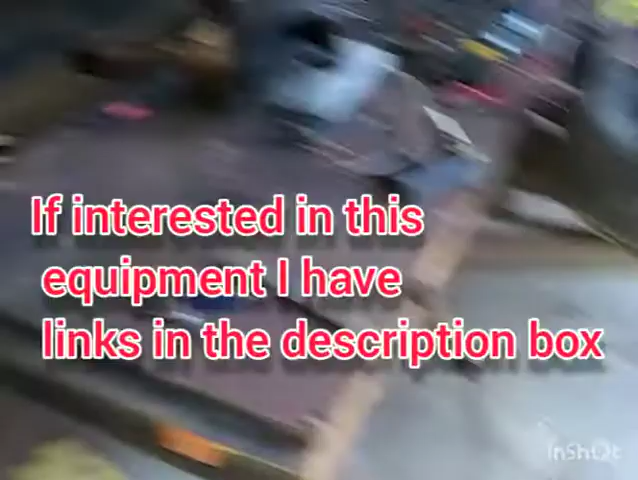 If interested in this
equipment I have
links in the description box
InShOt